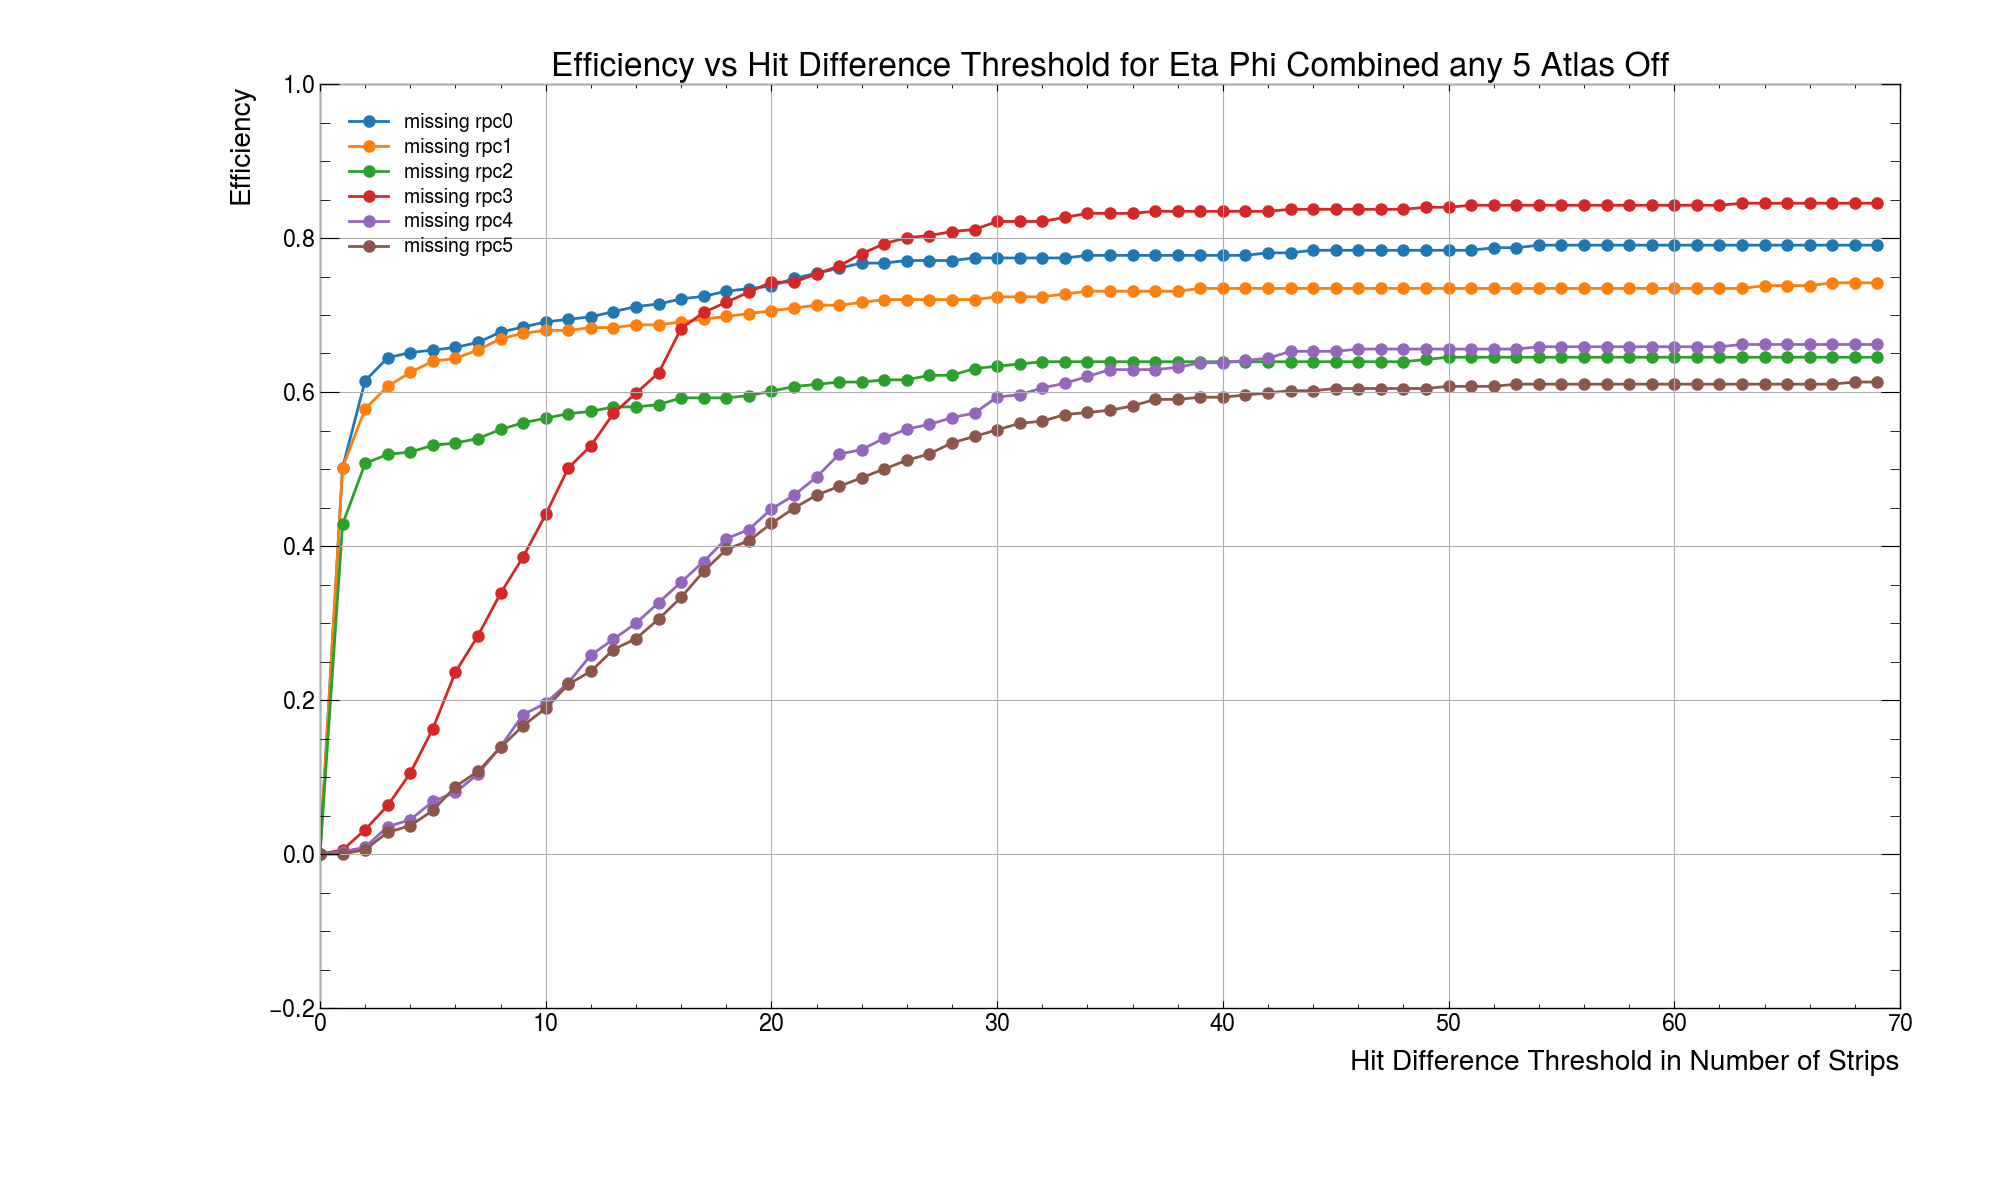 Efficiency vs Hit Difference Threshold for Eta Phi Combined any 5 Atlas Off
Efficiency
1.0
0.8
0.6
0.4
0.2
0.0
−0.2
missing rpc0
missing rpc1
missing rpc2
missing rpc3
missing rpc4
missing rpc5
0 10 20 30 40 50 60 70
Hit Difference Threshold in Number of Strips